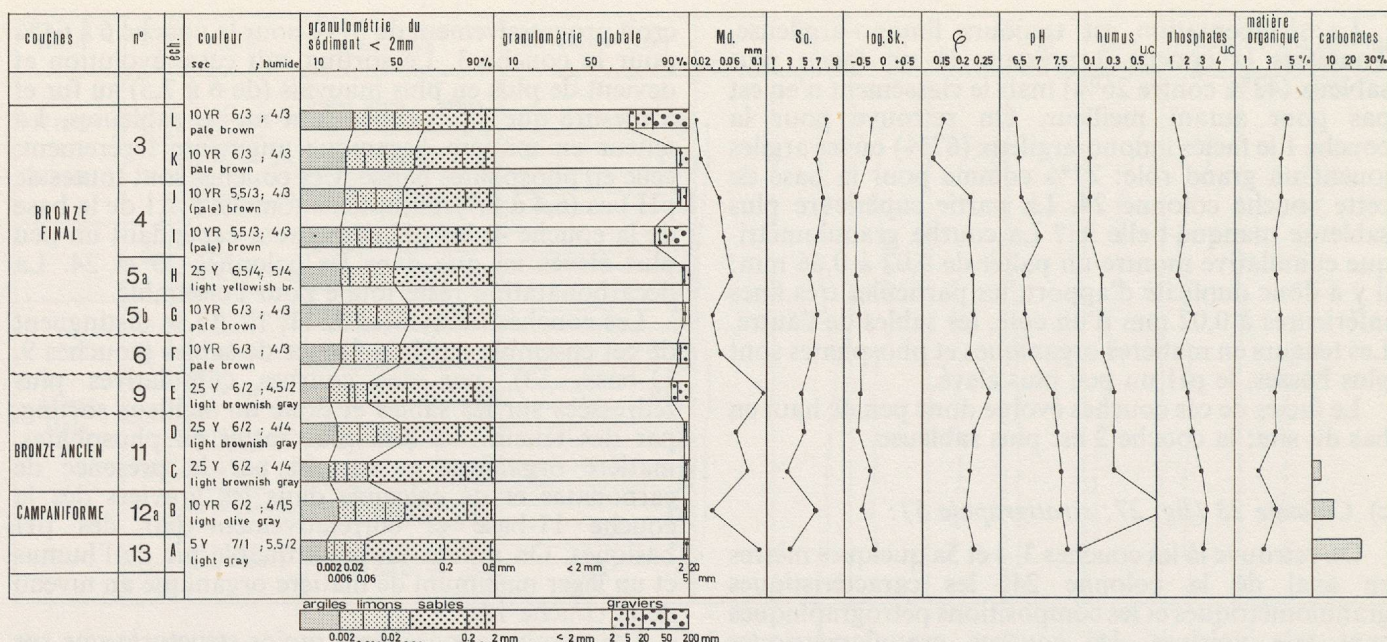 couches n° éch. couleur granulométrie du sédiment < 2mm granulométrie globale Md. So. log.Sk. pH humus phosphates matière organique carbonates
sec ; humide 10 50 90% 10 50 90% 0.02 0.06 0.1 mm 1 3 5 7 9 -0.5 0 +0.5 0.15 0.2 0.25 6,5 7 7.5 0.1 0.3 0.5 u.c. 1 2 3 4 u.c. 1 3 5 % 10 20 30%
BRONZE FINAL
3
10 YR 6/3 ; 4/3
pale brown
K 10 YR 6/3 ; 4/3
pale brown
4
J 10 YR 5,5/3 ; 4/3
(pale) brown
10 YR 5,5/3 ; 4/3
(pale) brown
5a H 2,5 Y 6,5/4 ; 5/4
light yellowish br.
5b G 10 YR 6/3 ; 4/3
pale brown
6 10 YR 6/3 ; 4/3
pale brown
9 E 2,5 Y 6/2 ; 4,5/2
light brownish gray
BRONZE ANCIEN
11
D 2,5 Y 6/2 ; 4/4
light brownish gray
C 2,5 Y 6/2 ; 4/4
light brownish gray
CAMPANIFORME 12a B 10 YR 6/2 ; 4/1,5
light olive gray
13 A 5 Y 7/1 ; 5,5/2
light gray
0.002 0.02 0.2 0.6 mm < 2 mm 2 20 mm
0.006 0.06 5
argiles limons sables graviers
0.002 0.02 0.2 2 mm < 2 mm 2 5 20 50 200 mm